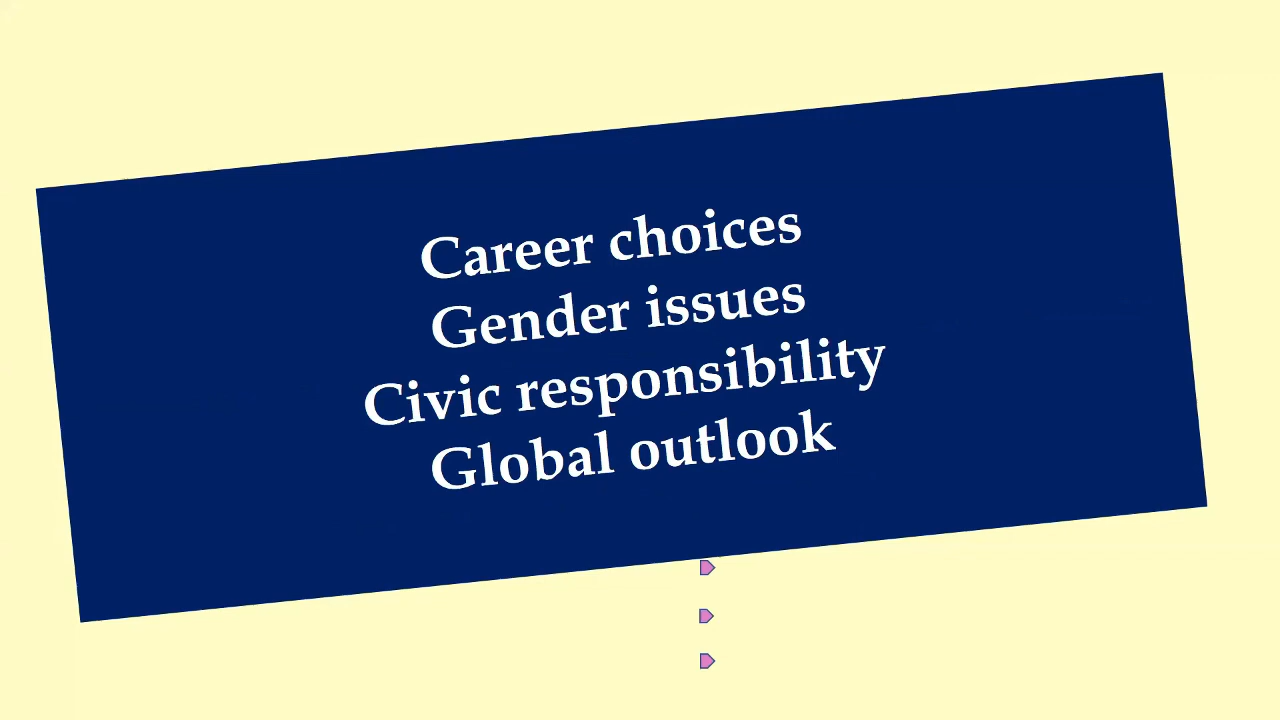 Career choices
Gender issues
Civic responsibility
Global outlook